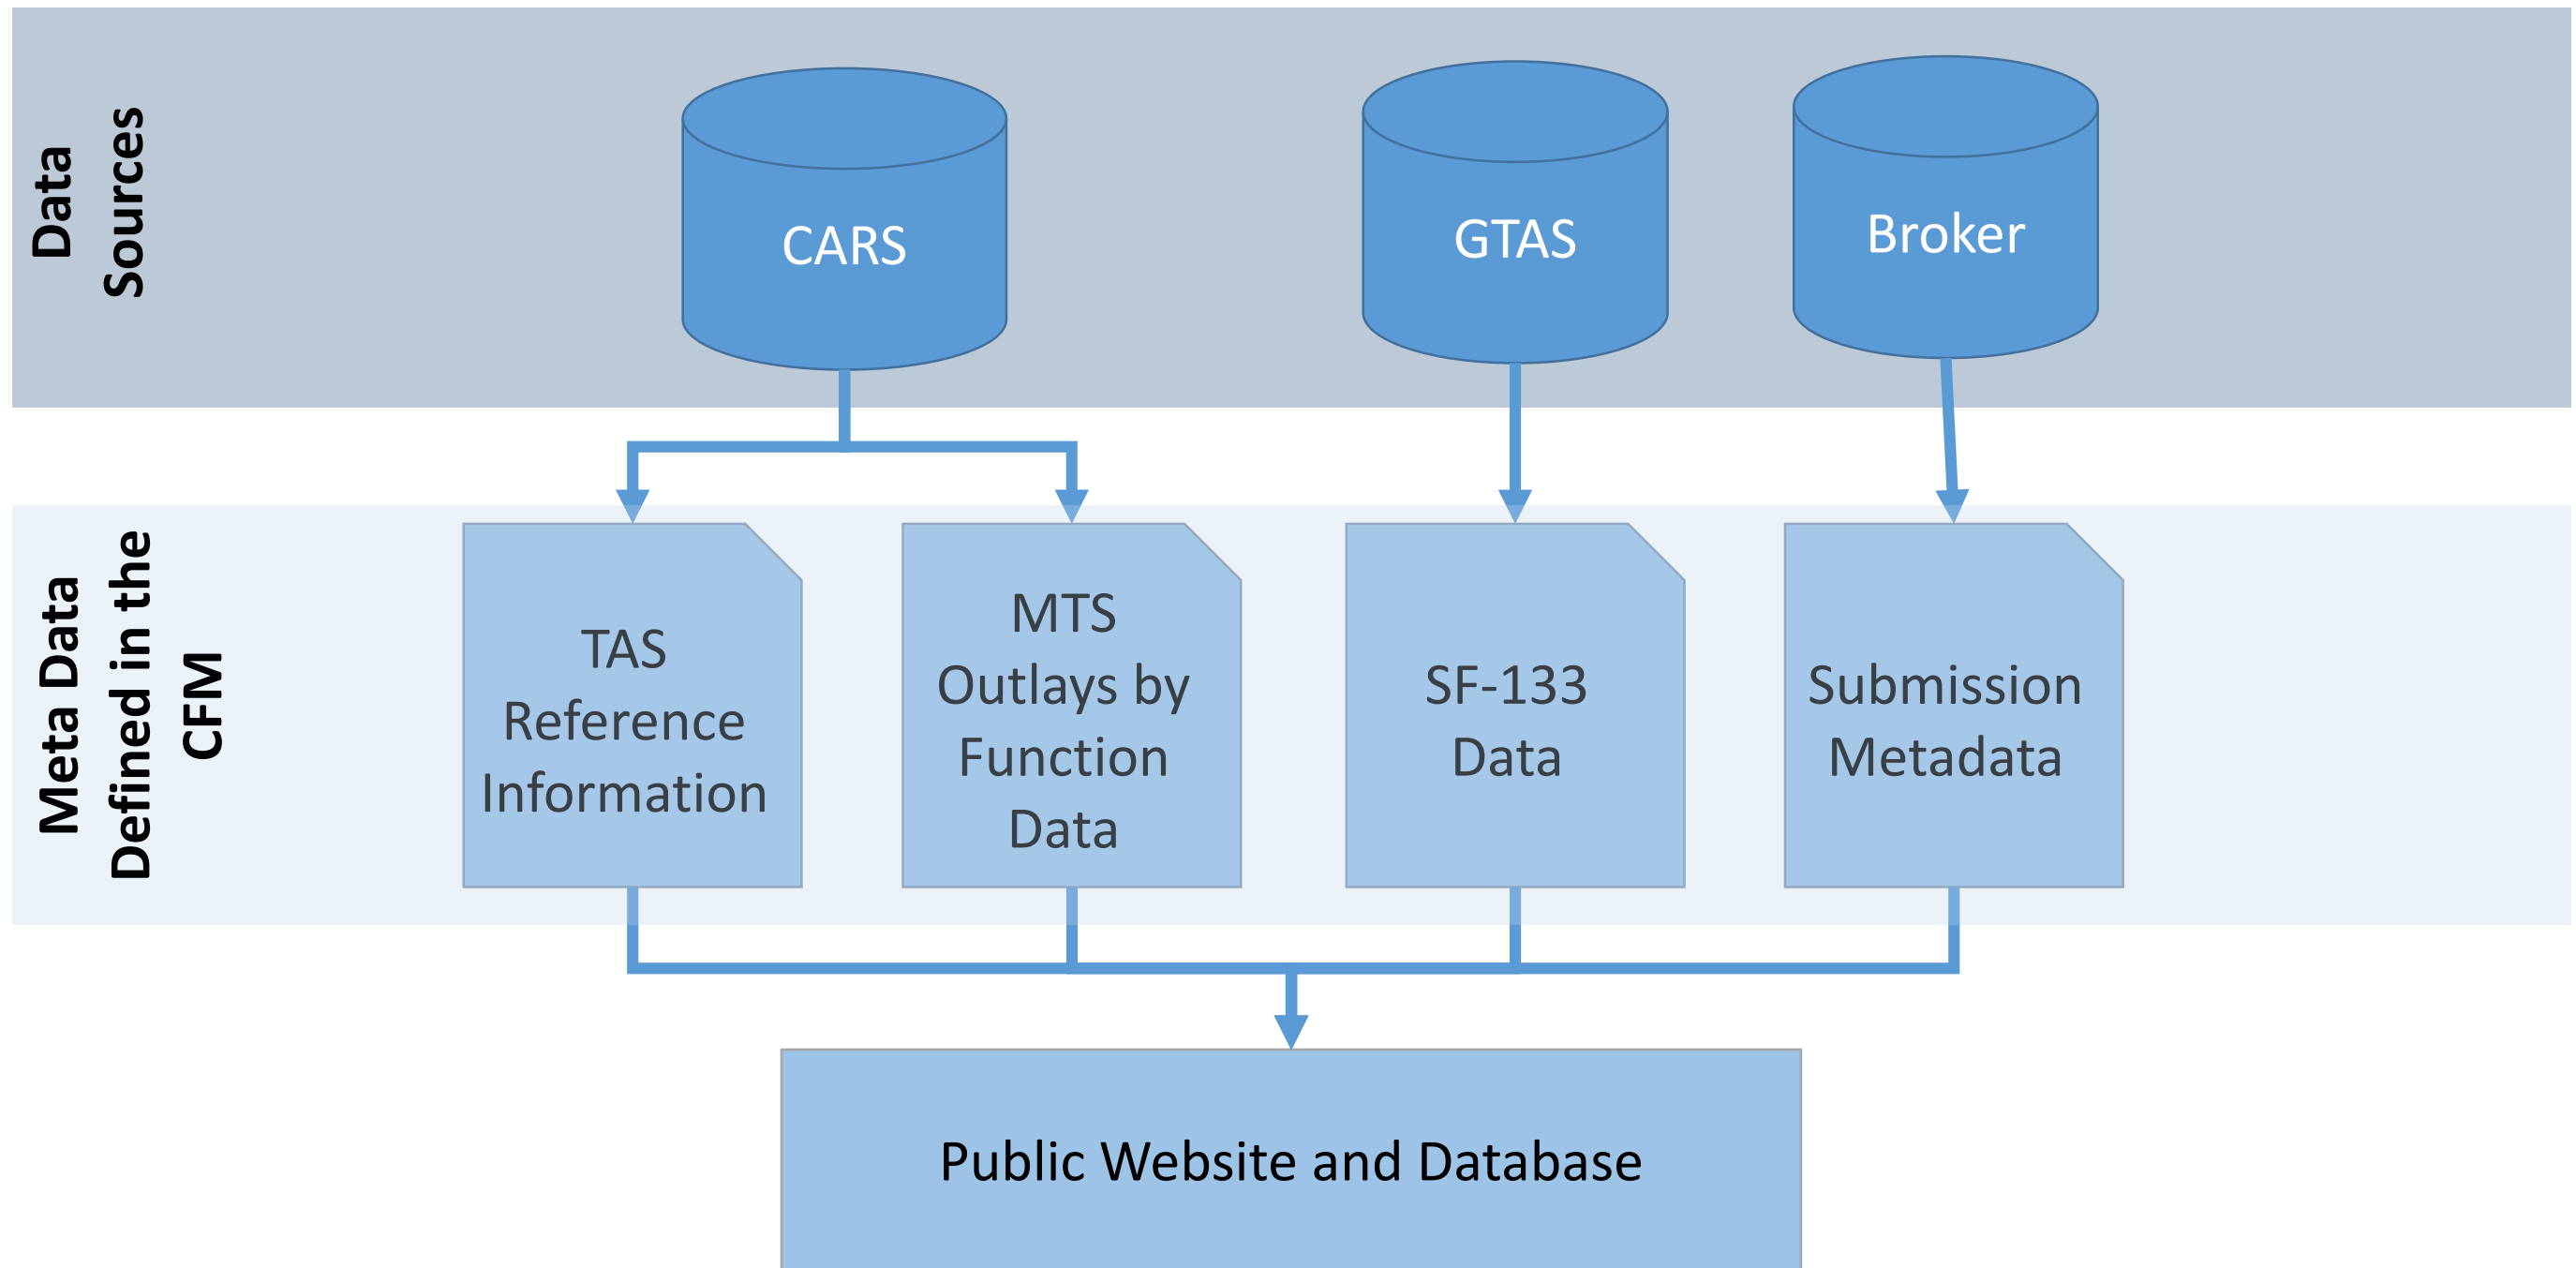 Data
Sources
CARS
GTAS
Broker
Meta Data
Defined in the
CFM
TAS
Reference
Information
MTS
Outlays by
Function
Data
SF-133
Data
Submission
Metadata
Public Website and Database